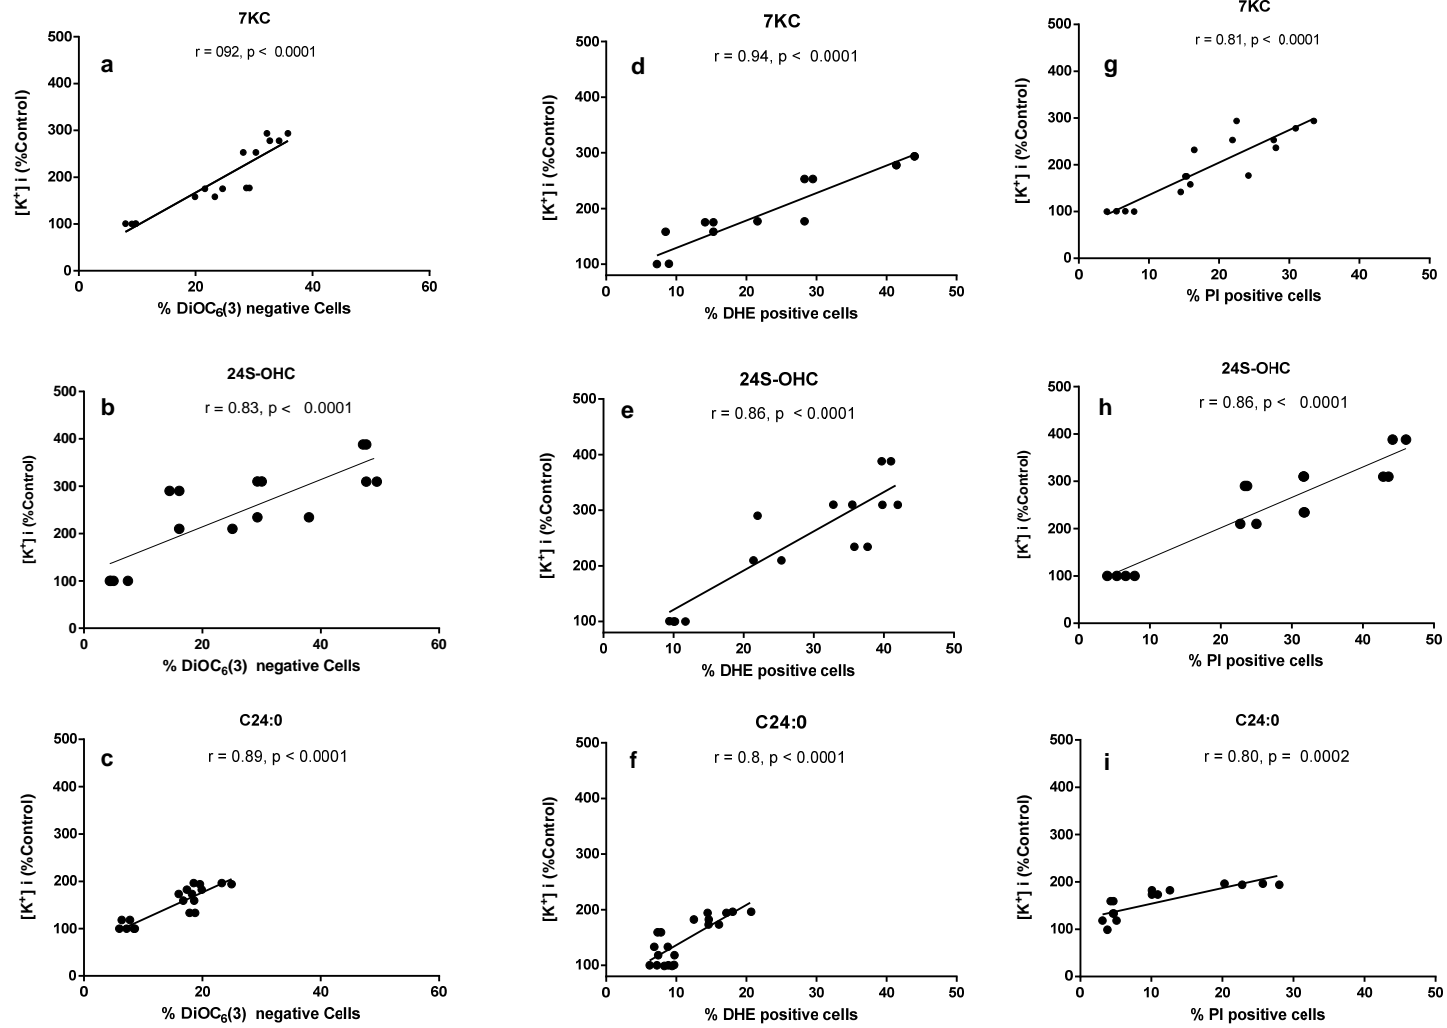 7KC
a
r = 092, p < 0.0001
[K+] i (%Control)
500
400
300
200
100
0
0 20 40 60
% DiOC6(3) negative Cells
7KC
d
r = 0.94, p < 0.0001
[K+] i (%Control)
500
400
300
200
100
0 10 20 30 40 50
% DHE positive cells
7KC
g
r = 0.81, p < 0.0001
[K+] i (%Control)
500
400
300
200
100
0
0 10 20 30 40 50
% PI positive cells
24S-OHC
b
r = 0.83, p < 0.0001
[K+] i (%Control)
500
400
300
200
100
0
0 20 40 60
% DiOC6(3) negative Cells
24S-OHC
e
r = 0.86, p < 0.0001
[K+] i (%Control)
500
400
300
200
100
0 10 20 30 40 50
% DHE positive cells
24S-OHC
h
r = 0.86, p < 0.0001
[K+] i (%Control)
500
400
300
200
100
0
0 10 20 30 40 50
% PI positive cells
C24:0
c
r = 0.89, p < 0.0001
[K+] i (%Control)
500
400
300
200
100
0
0 20 40 60
% DiOC6(3) negative Cells
C24:0
f
r = 0.8, p < 0.0001
[K+] i (%Control)
500
400
300
200
100
0 10 20 30 40 50
% DHE positive cells
C24:0
i
r = 0.80, p = 0.0002
[K+] i (%Control)
500
400
300
200
100
0
0 10 20 30 40 50
% PI positive cells